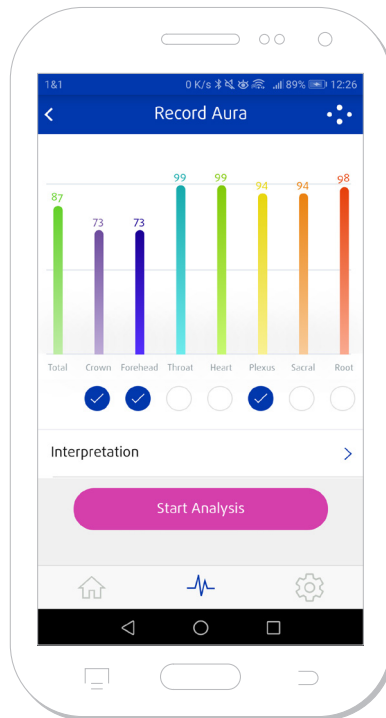 1&1 0 K/s 89% 12:26
Record Aura
87 73 73 99 99 94 94 98
Total Crown Forehead Throat Heart Plexus Sacral Root
Interpretation
Start Analysis